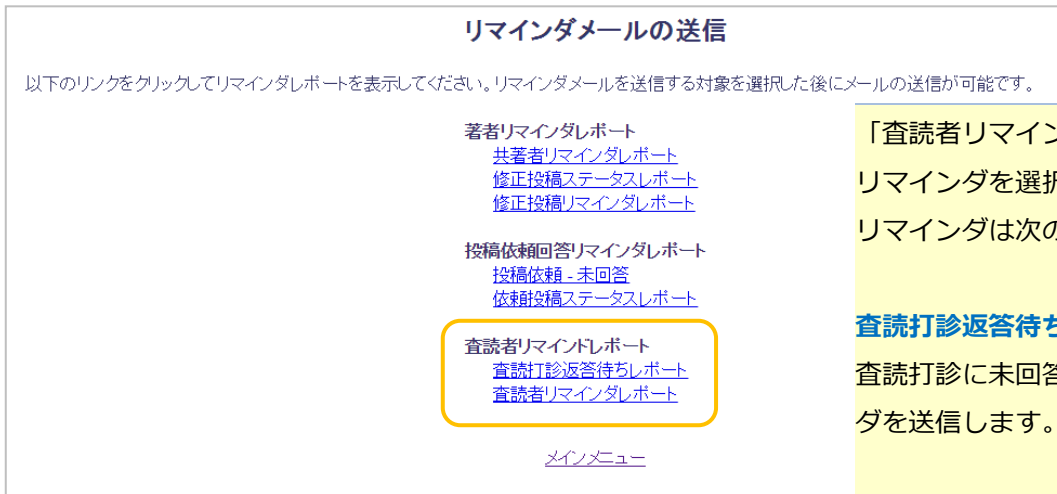 リマインダメールの送信
以下のリンクをクリックしてリマインダレポートを表示してください。リマインダメールを送信する対象を選択した後にメールの送信が可能です。
著者リマインダレポート
共著者リマインダレポート
修正投稿ステータスレポート
修正投稿リマインダレポート
投稿依頼回答リマインダレポート
投稿依頼 - 未回答
依頼投稿ステータスレポート
査読者リマインドレポート
査読打診返答待ちレポート
査読者リマインダレポート
メインメニュー
「査読者リマイン
リマインダを選択
リマインダは次の
査読打診返答待ち
査読打診に未回答
ダを送信します。